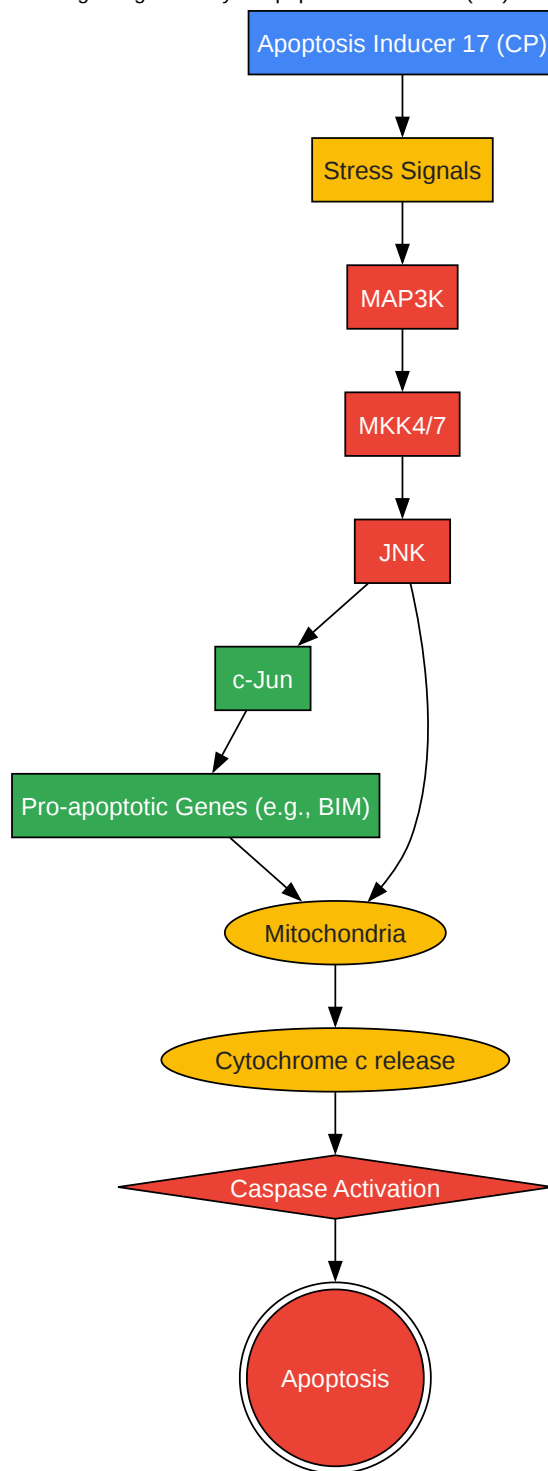 Apoptosis Inducer 17 (CP)
Stress Signals
MAP3K
MKK4/7
JNK
c-Jun
Pro-apoptotic Genes (e.g., BIM)
Mitochondria
Cytochrome c release
Caspase Activation
Apoptosis